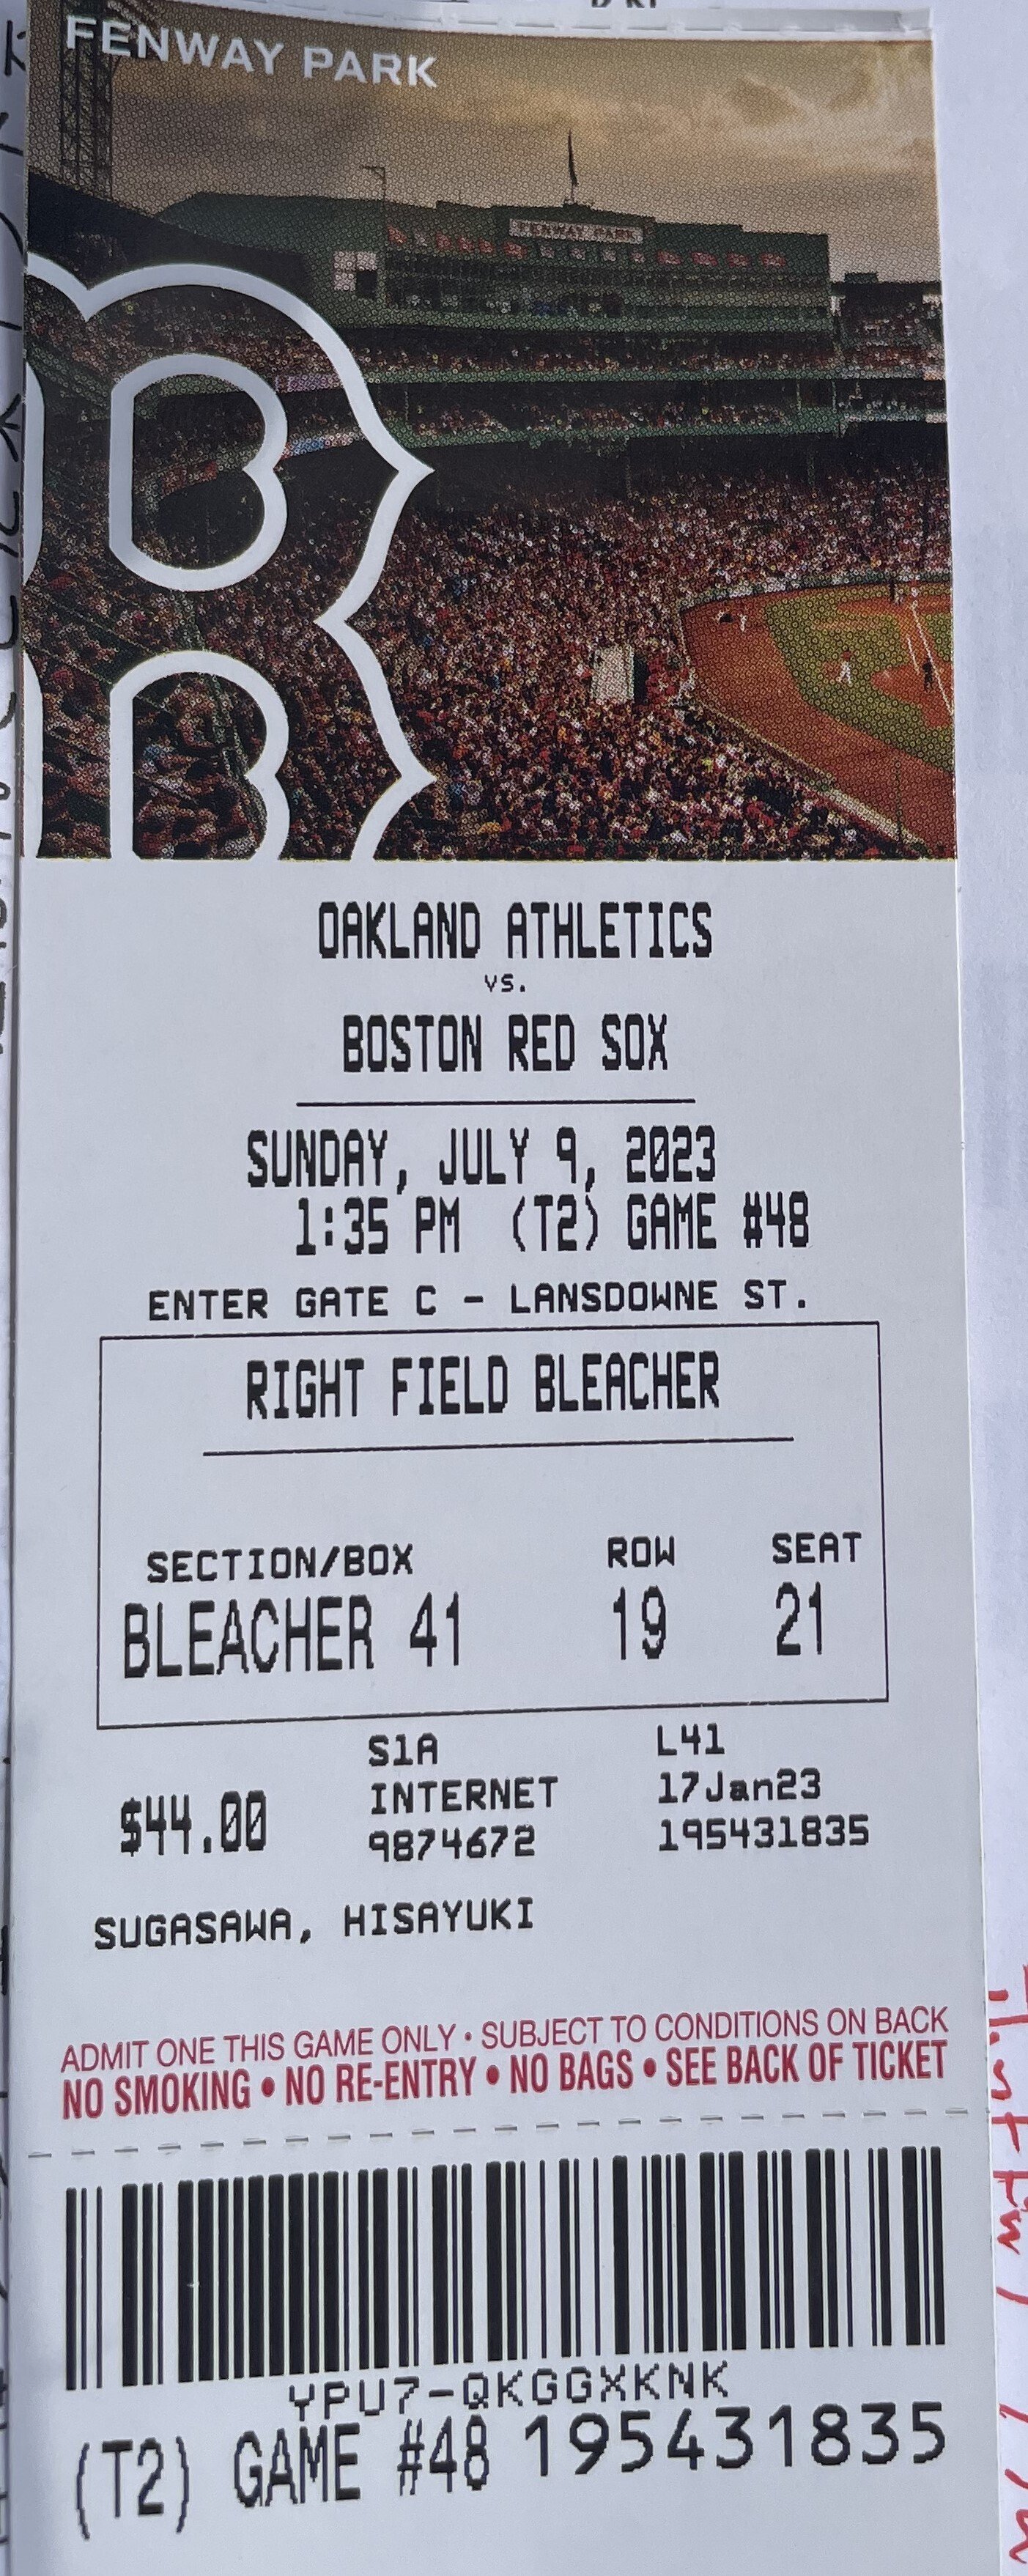 FENWAY PARK
FENWAY PARK
B
OAKLAND ATHLETICS
vs.
BOSTON RED SOX
SUNDAY, JULY 9, 2023
1:35 PM (T2) GAME #48
ENTER GATE C - LANSDOWNE ST.
RIGHT FIELD BLEACHER
SECTION/BOX ROW SEAT
BLEACHER 41 19 21
$44.00
S1A
INTERNET
9874672
L41
17Jan23
195431835
SUGASAWA, HISAYUKI
ADMIT ONE THIS GAME ONLY • SUBJECT TO CONDITIONS ON BACK
NO SMOKING • NO RE-ENTRY • NO BAGS • SEE BACK OF TICKET
YPU7-QKGGXKNK
(T2) GAME #48 195431835